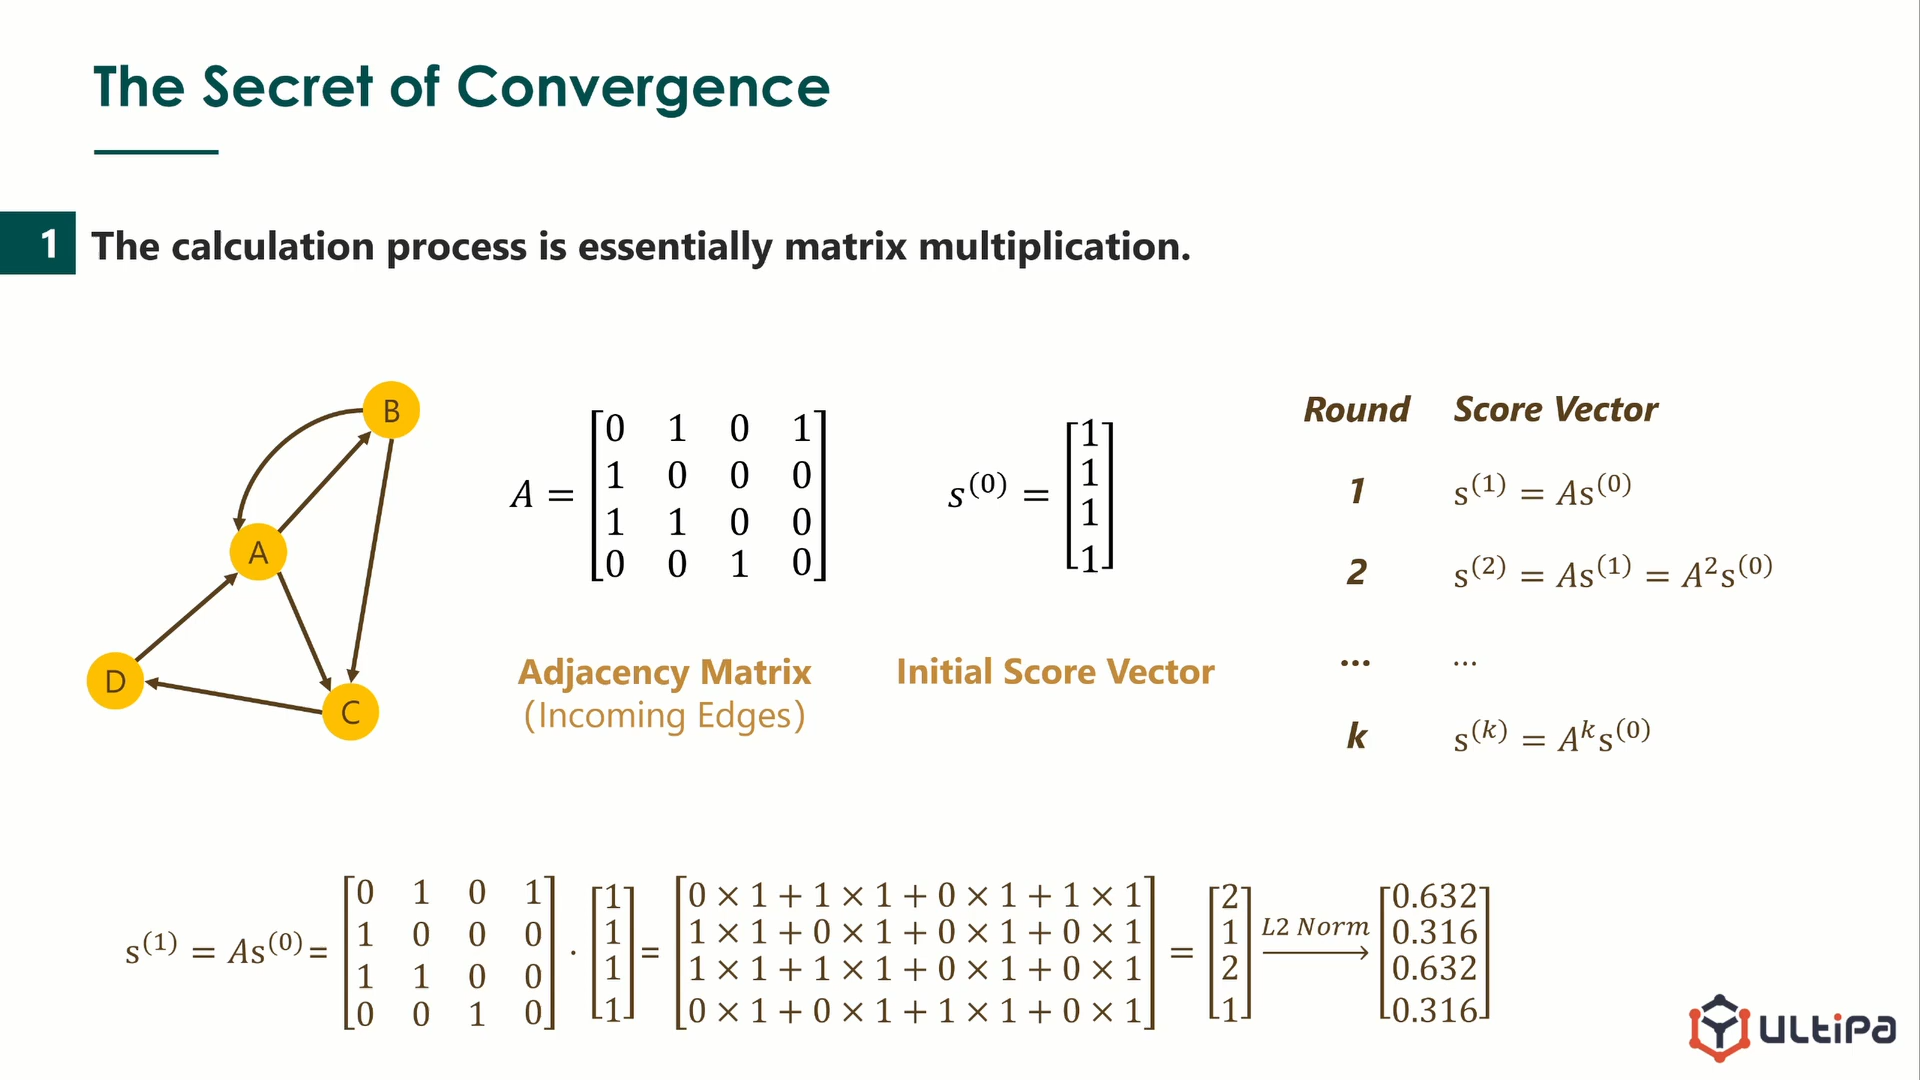 The Secret of Convergence
1 The calculation process is essentially matrix multiplication.
B
A
D
C
A =
0 1 0 1
1 0 0 0
1 1 0 0
0 0 1 0
Adjacency Matrix
(Incoming Edges)
s⁽⁰⁾ =
1
1
1
1
Initial Score Vector
Round Score Vector
1 s⁽¹⁾ = As⁽⁰⁾
2 s⁽²⁾ = As⁽¹⁾ = A²s⁽⁰⁾
... ...
k s⁽ᵏ⁾ = Aᵏs⁽⁰⁾
s⁽¹⁾ = As⁽⁰⁾ =
0 1 0 1
1 0 0 0
1 1 0 0
0 0 1 0
·
1
1
1
1
=
0 × 1 + 1 × 1 + 0 × 1 + 1 × 1
1 × 1 + 0 × 1 + 0 × 1 + 0 × 1
1 × 1 + 1 × 1 + 0 × 1 + 0 × 1
0 × 1 + 0 × 1 + 1 × 1 + 0 × 1
=
2
1
2
1
L2 Norm
0.632
0.316
0.632
0.316
ULTIPA